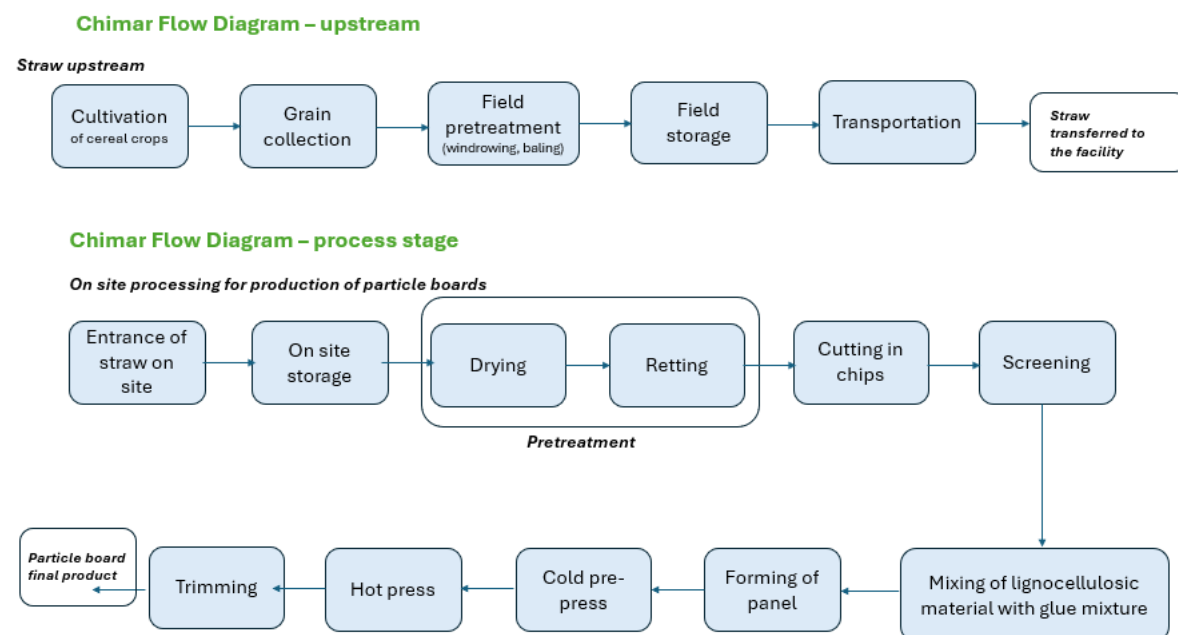 Chimar Flow Diagram – upstream
Straw upstream
Cultivation
of cereal crops
Grain
collection
Field
pretreatment
(windrowing, baling)
Field
storage
Transportation
Straw
transferred to
the facility
Chimar Flow Diagram – process stage
On site processing for production of particle boards
Entrance of
straw on
site
On site
storage
Drying
Retting
Pretreatment
Cutting in
chips
Screening
Mixing of lignocellulosic
material with glue mixture
Forming of
panel
Cold pre-
press
Hot press
Trimming
Particle board
final product